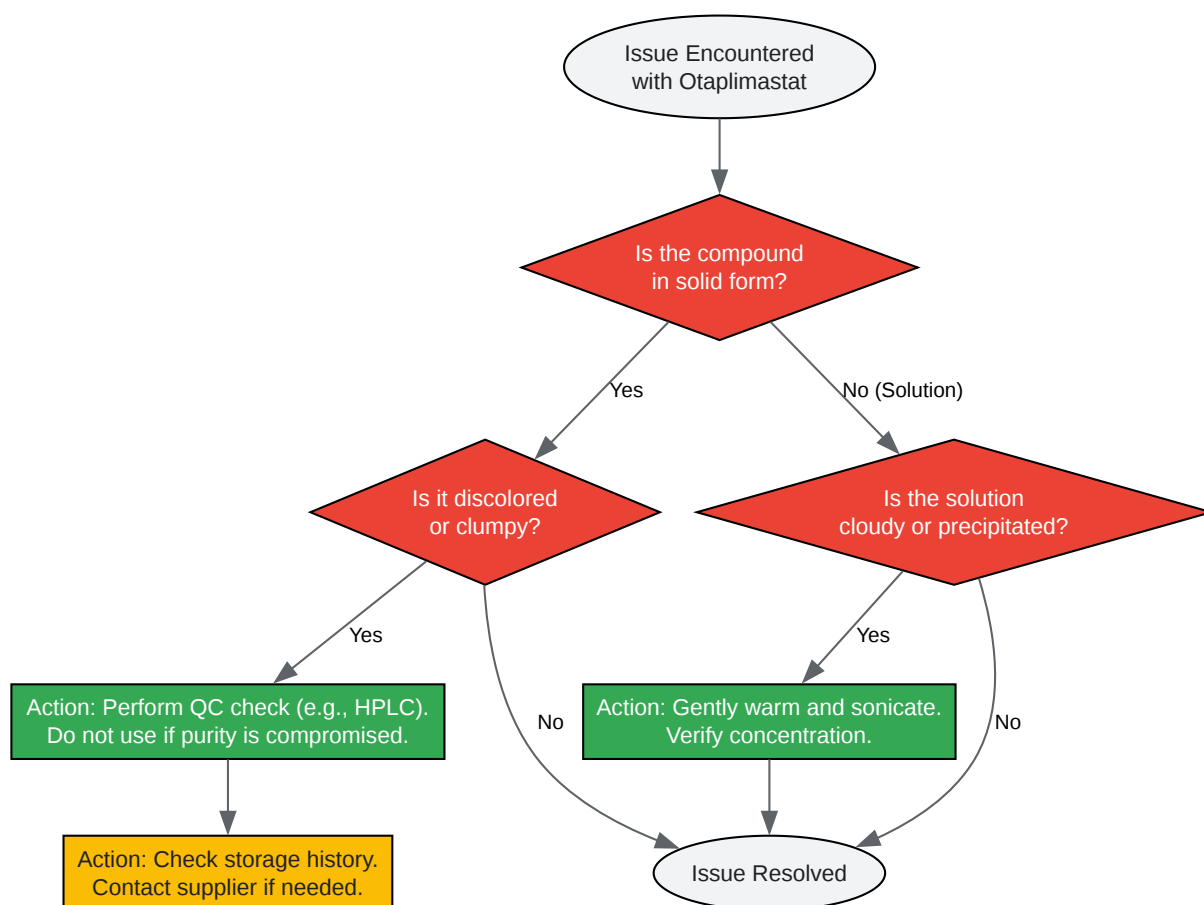 Issue Encountered
with Otaplimastat
Is the compound
in solid form?
Yes
No (Solution)
Is it discolored
or clumpy?
Is the solution
cloudy or precipitated?
Yes
Yes
Action: Perform QC check (e.g., HPLC).
Do not use if purity is compromised.
No
Action: Gently warm and sonicate.
Verify concentration.
No
Action: Check storage history.
Contact supplier if needed.
Issue Resolved